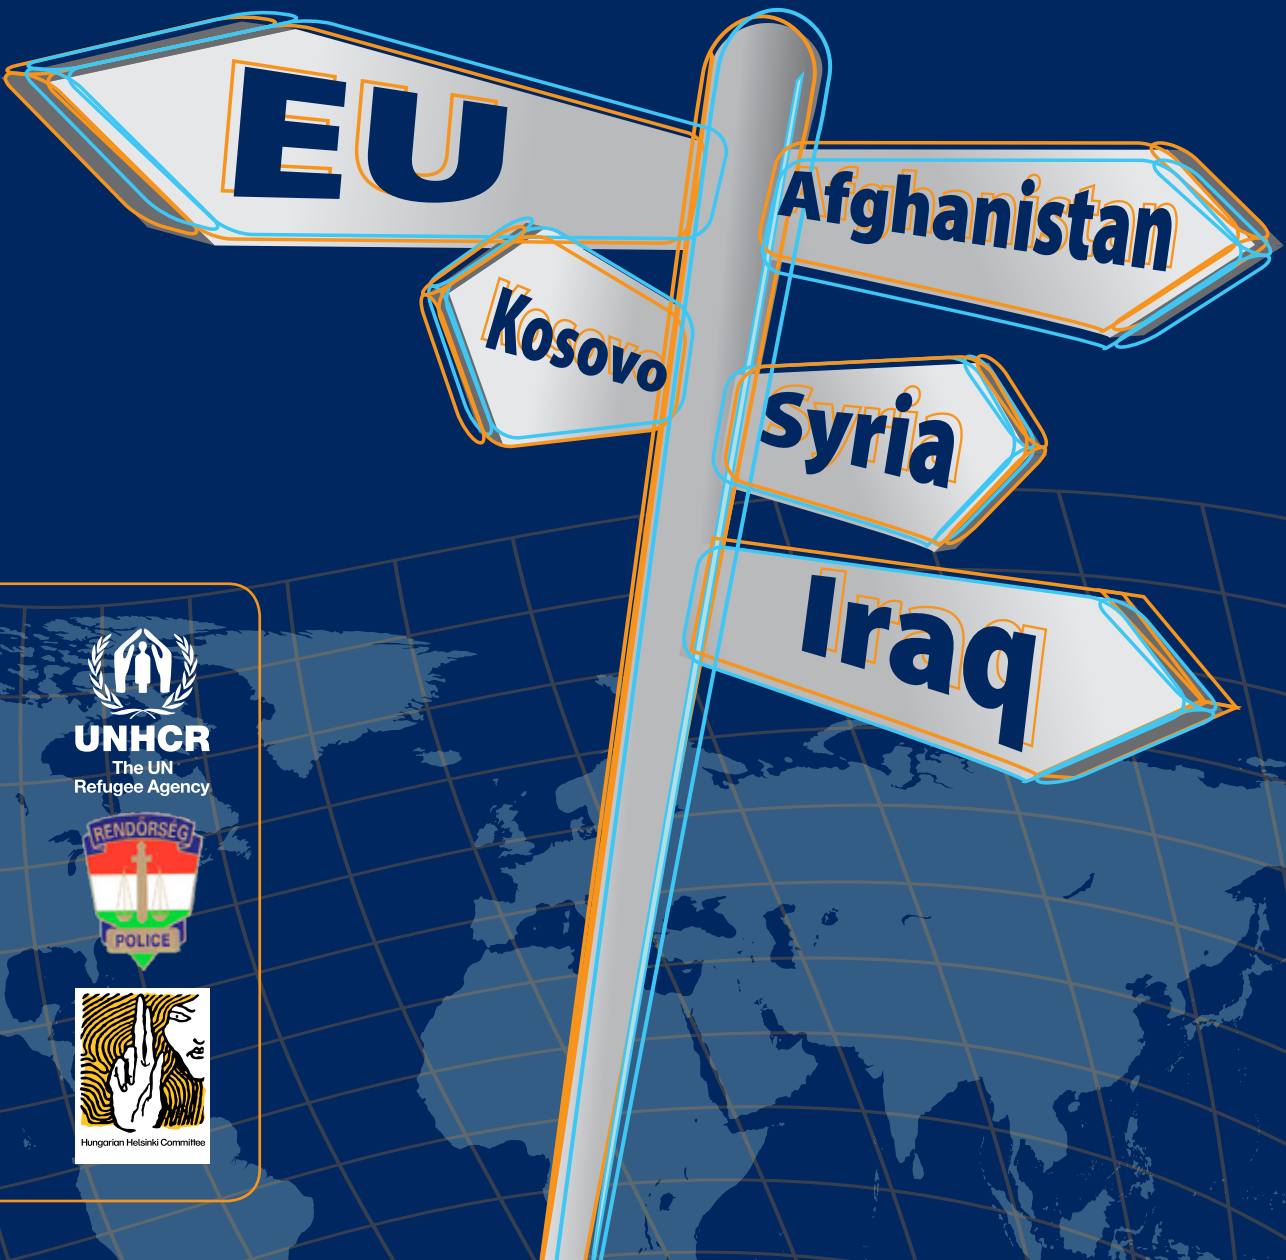 EU
Afghanistan
Kosovo
Syria
Iraq
UNHCR
The UN
Refugee Agency
RENDŐRSÉG
POLICE
Hungarian Helsinki Committee